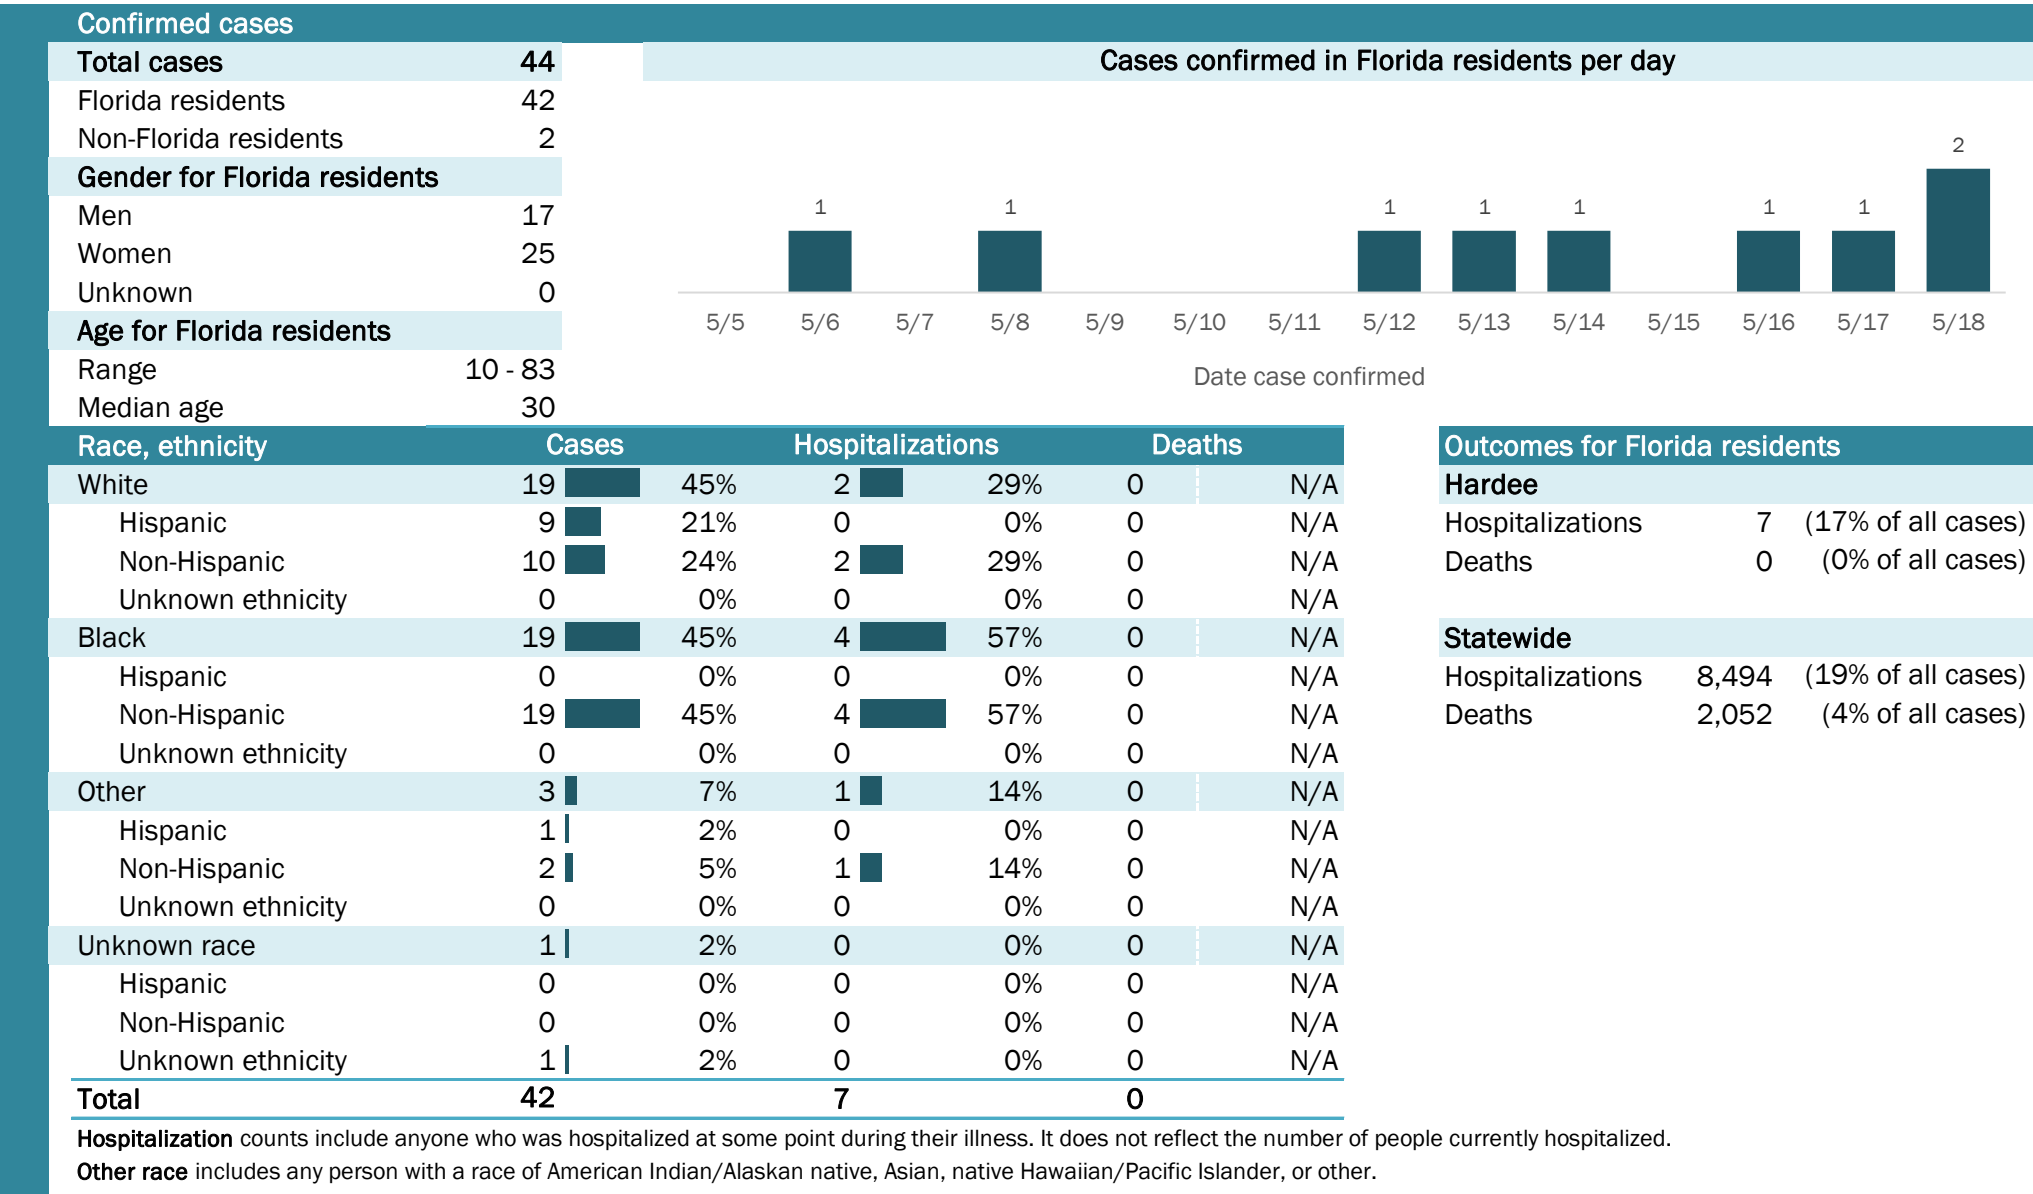 Confirmed cases
Total cases 44
Florida residents 42
Non-Florida residents 2
Gender for Florida residents
Men 17
Women 25
Unknown 0
Age for Florida residents
Range 10 - 83
Median age 30
Cases confirmed in Florida residents per day
1 1 1 1 1 1 1 2
5/5 5/6 5/7 5/8 5/9 5/10 5/11 5/12 5/13 5/14 5/15 5/16 5/17 5/18
Date case confirmed
Race, ethnicity Cases Hospitalizations Deaths
White 19 45% 2 29% 0 N/A
Hispanic 9 21% 0 0% 0 N/A
Non-Hispanic 10 24% 2 29% 0 N/A
Unknown ethnicity 0 0% 0 0% 0 N/A
Black 19 45% 4 57% 0 N/A
Hispanic 0 0% 0 0% 0 N/A
Non-Hispanic 19 45% 4 57% 0 N/A
Unknown ethnicity 0 0% 0 0% 0 N/A
Other 3 7% 1 14% 0 N/A
Hispanic 1 2% 0 0% 0 N/A
Non-Hispanic 2 5% 1 14% 0 N/A
Unknown ethnicity 0 0% 0 0% 0 N/A
Unknown race 1 2% 0 0% 0 N/A
Hispanic 0 0% 0 0% 0 N/A
Non-Hispanic 0 0% 0 0% 0 N/A
Unknown ethnicity 1 2% 0 0% 0 N/A
Total 42 7 0
Outcomes for Florida residents
Hardee
Hospitalizations 7 (17% of all cases)
Deaths 0 (0% of all cases)
Statewide
Hospitalizations 8,494 (19% of all cases)
Deaths 2,052 (4% of all cases)
Hospitalization counts include anyone who was hospitalized at some point during their illness. It does not reflect the number of people currently hospitalized.
Other race includes any person with a race of American Indian/Alaskan native, Asian, native Hawaiian/Pacific Islander, or other.